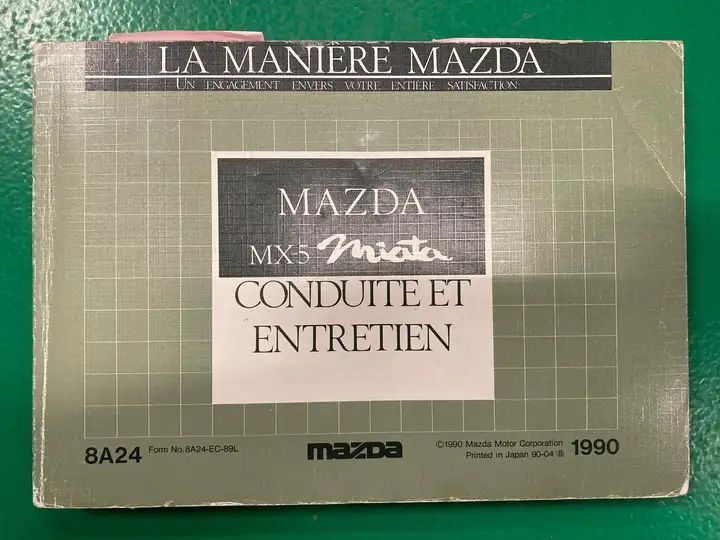 LA MANIÈRE MAZDA
UN ENGAGEMENT ENVERS VOTRE ENTIÈRE SATISFACTION
MAZDA
MX-5 Miata
CONDUITE ET
ENTRETIEN
8A24 Form No.8A24-EC-89L
mazda
©1990 Mazda Motor Corporation
Printed in Japan 90-04 Ⓑ
1990